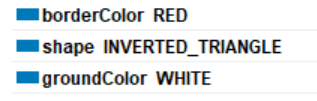 borderColor RED
shape INVERTED_TRIANGLE
groundColor WHITE